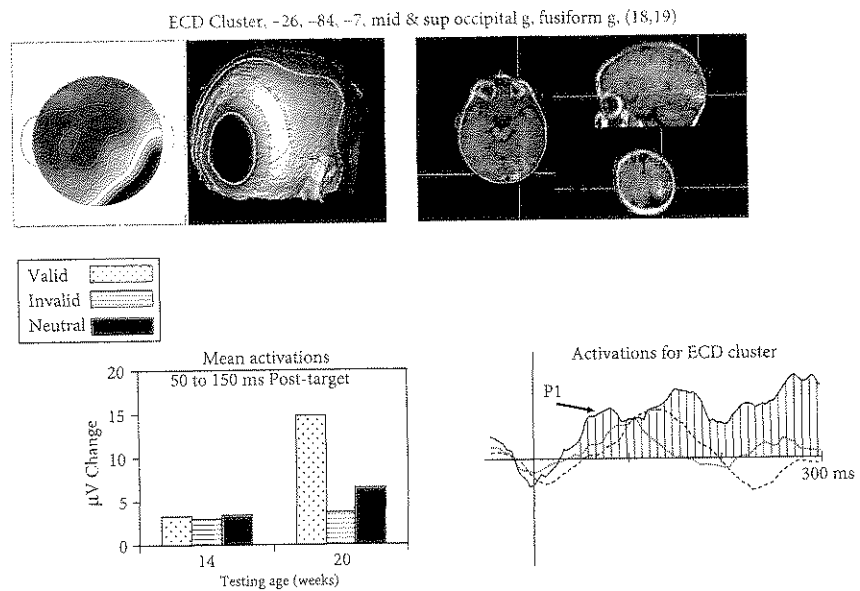 ECD Cluster, –26, –84, –7, mid & sup occipital g, fusiform g, (18,19)
Valid
Invalid
Neutral
Mean activations
50 to 150 ms Post-target
20
15
10
5
0
μV Change
14
20
Testing age (weeks)
Activations for ECD cluster
P1
300 ms